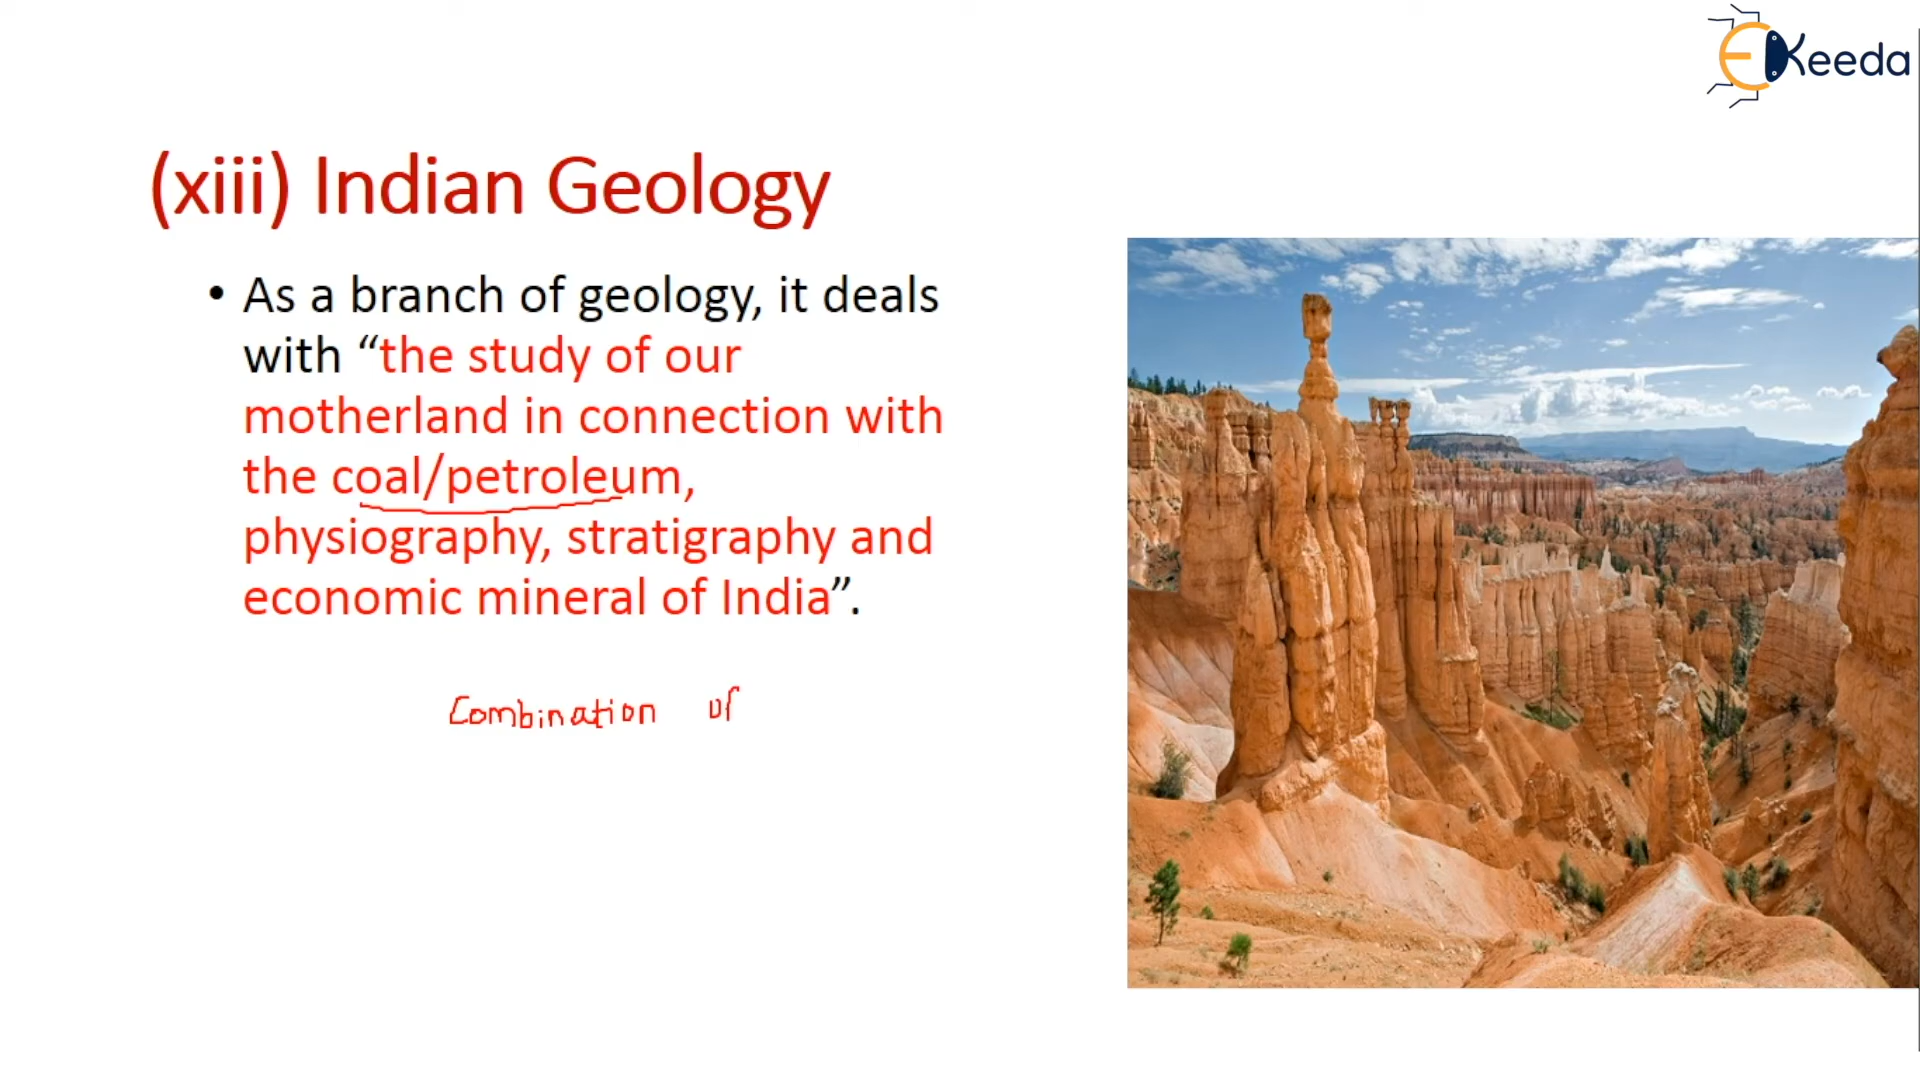 EKeeda
(xiii) Indian Geology
• As a branch of geology, it deals
with “the study of our
motherland in connection with
the coal/petroleum,
physiography, stratigraphy and
economic mineral of India”.
Combination of